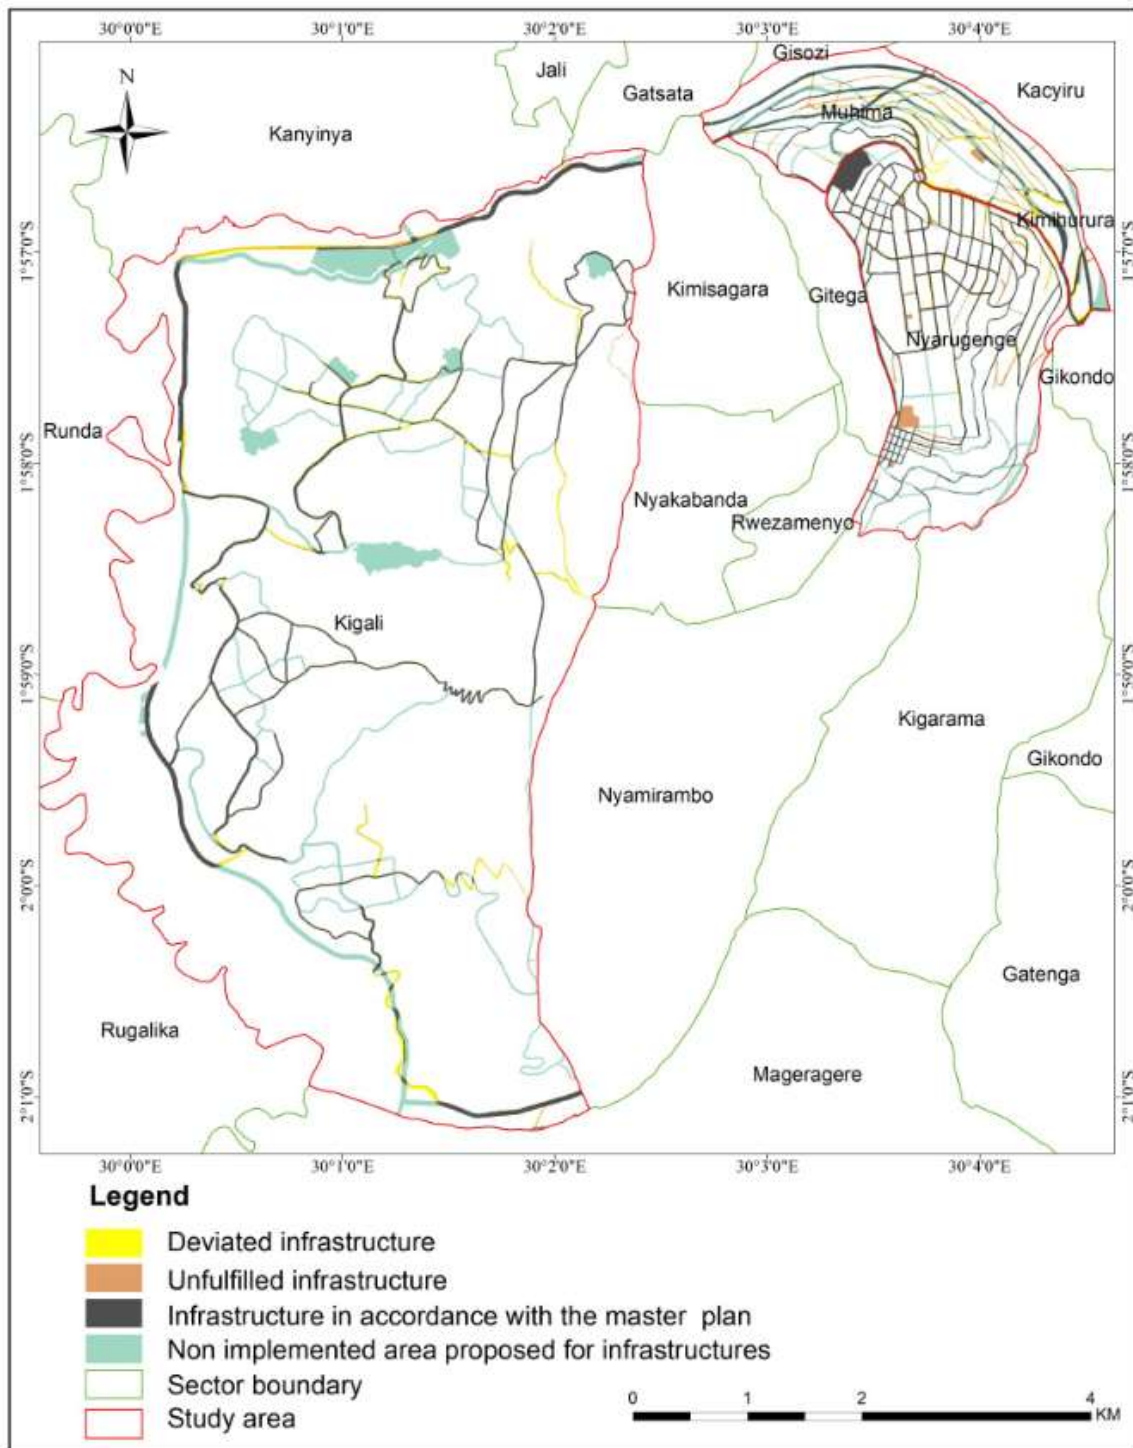 30°0'0"E 30°1'0"E 30°2'0"E 30°3'0"E 30°4'0"E
Gisozi
Jali
Gatsata
Kacyiru
N
Muhima
Kanyinya
Kimihurura
1°57'0"S 1°57'0"S
Kimisagara
Gitega
Nyarugenge
Gikondo
Runda
1°58'0"S 1°58'0"S
Nyakabanda
Rwezamenyo
Kigali
1°59'0"S 1°59'0"S
Kigarama
Gikondo
Nyamirambo
2°0'0"S 2°0'0"S
Gatenga
Rugalika
Mageragere
2°1'0"S 2°1'0"S
30°0'0"E 30°1'0"E 30°2'0"E 30°3'0"E 30°4'0"E
Legend
Deviated infrastructure
Unfulfilled infrastructure
Infrastructure in accordance with the master plan
Non implemented area proposed for infrastructures
Sector boundary
Study area
0 1 2 4
KM